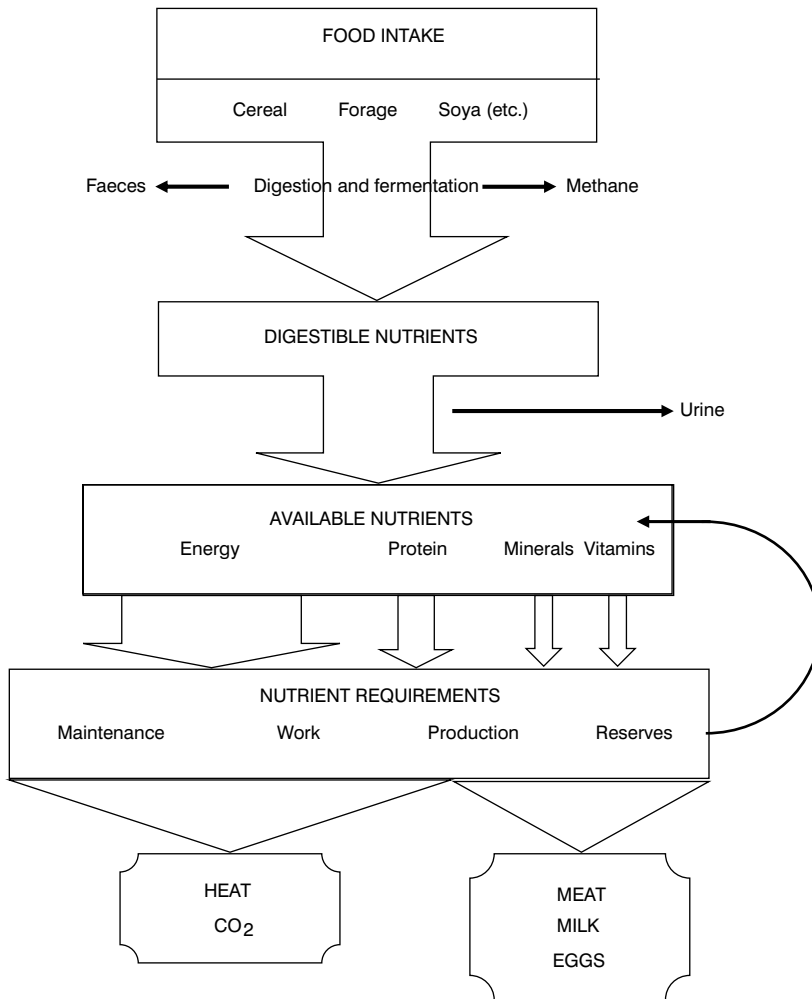 FOOD INTAKE
Cereal Forage Soya (etc.)
Faeces Digestion and fermentation Methane
DIGESTIBLE NUTRIENTS
Urine
AVAILABLE NUTRIENTS
Energy Protein Minerals Vitamins
NUTRIENT REQUIREMENTS
Maintenance Work Production Reserves
HEAT
CO2
MEAT
MILK
EGGS